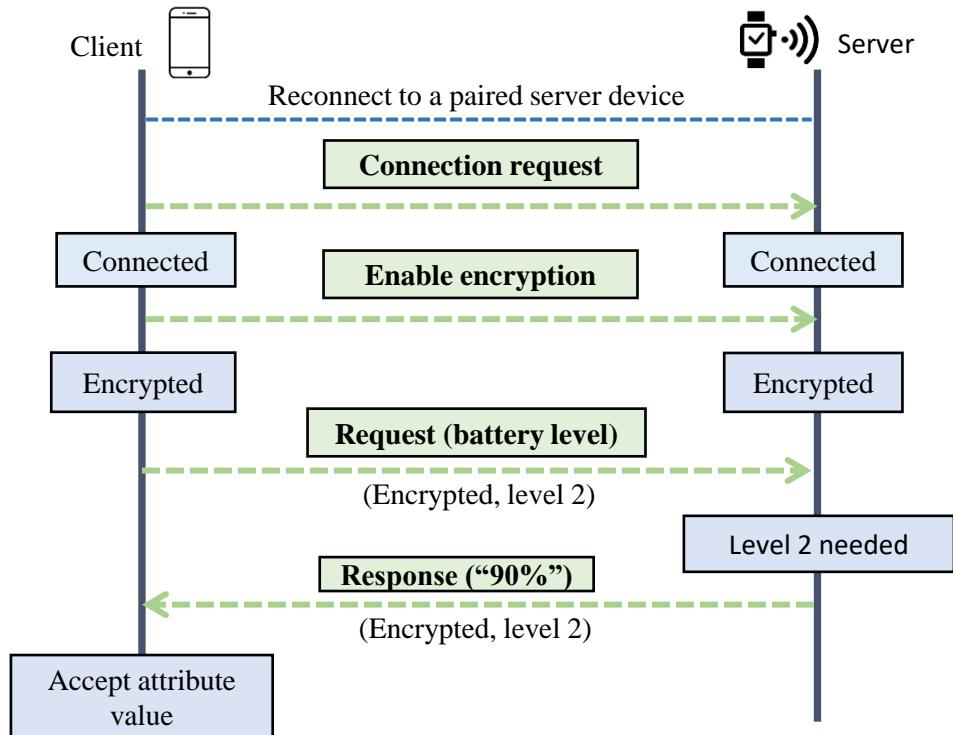 Client
Server
Reconnect to a paired server device
Connection request
Connected
Connected
Enable encryption
Encrypted
Encrypted
Request (battery level)
(Encrypted, level 2)
Level 2 needed
Response (“90%”)
(Encrypted, level 2)
Accept attribute
value